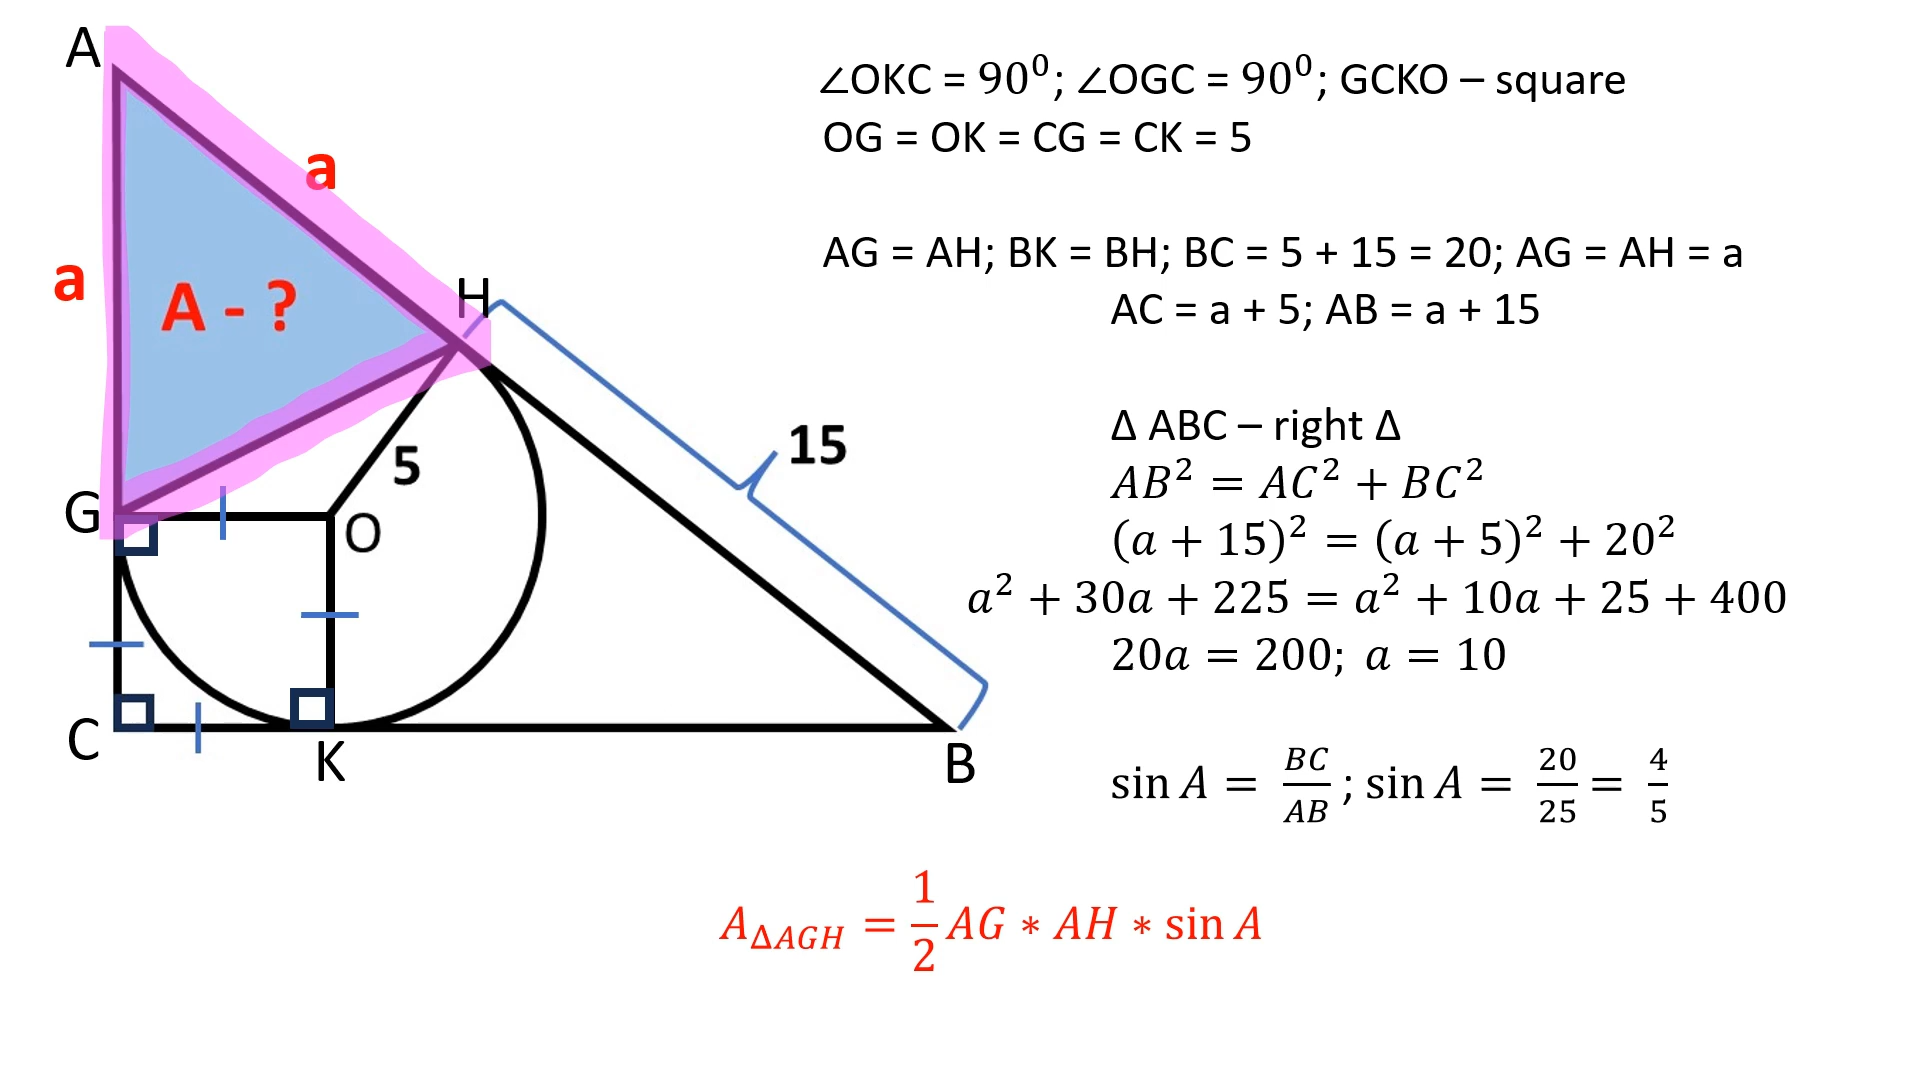 A
a
a
A - ?
H
15
5
G
O
C
K
B
∠OKC = 90⁰; ∠OGC = 90⁰; GCKO – square
OG = OK = CG = CK = 5
AG = AH; BK = BH; BC = 5 + 15 = 20; AG = AH = a
AC = a + 5; AB = a + 15
Δ ABC – right Δ
AB² = AC² + BC²
(a + 15)² = (a + 5)² + 20²
a² + 30a + 225 = a² + 10a + 25 + 400
20a = 200; a = 10
sin A = BC/AB ; sin A = 20/25 = 4/5
A_ΔAGH = 1/2 AG * AH * sin A